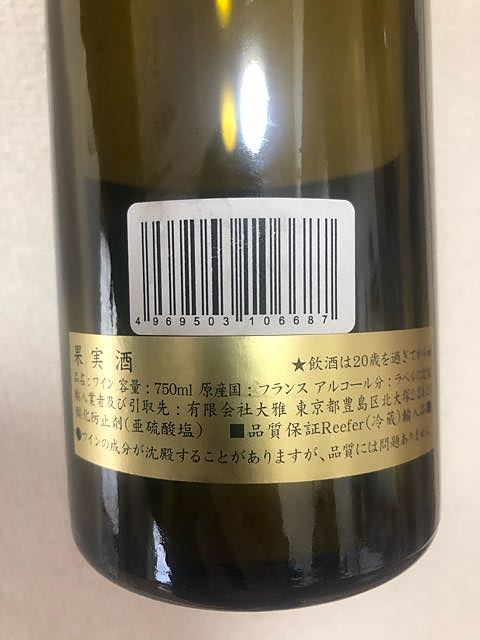 4969503106687
果実酒 ★飲酒は20歳を過ぎてから
品名：ワイン 容量：750ml 原産国：フランス アルコール分：ラベルに記載
輸入業者及び引取先：有限会社大雅 東京都豊島区北大塚
酸化防止剤(亜硫酸塩) ■品質保証Reefer(冷蔵)輸入
●ワインの成分が沈殿することがありますが、品質には問題ありません